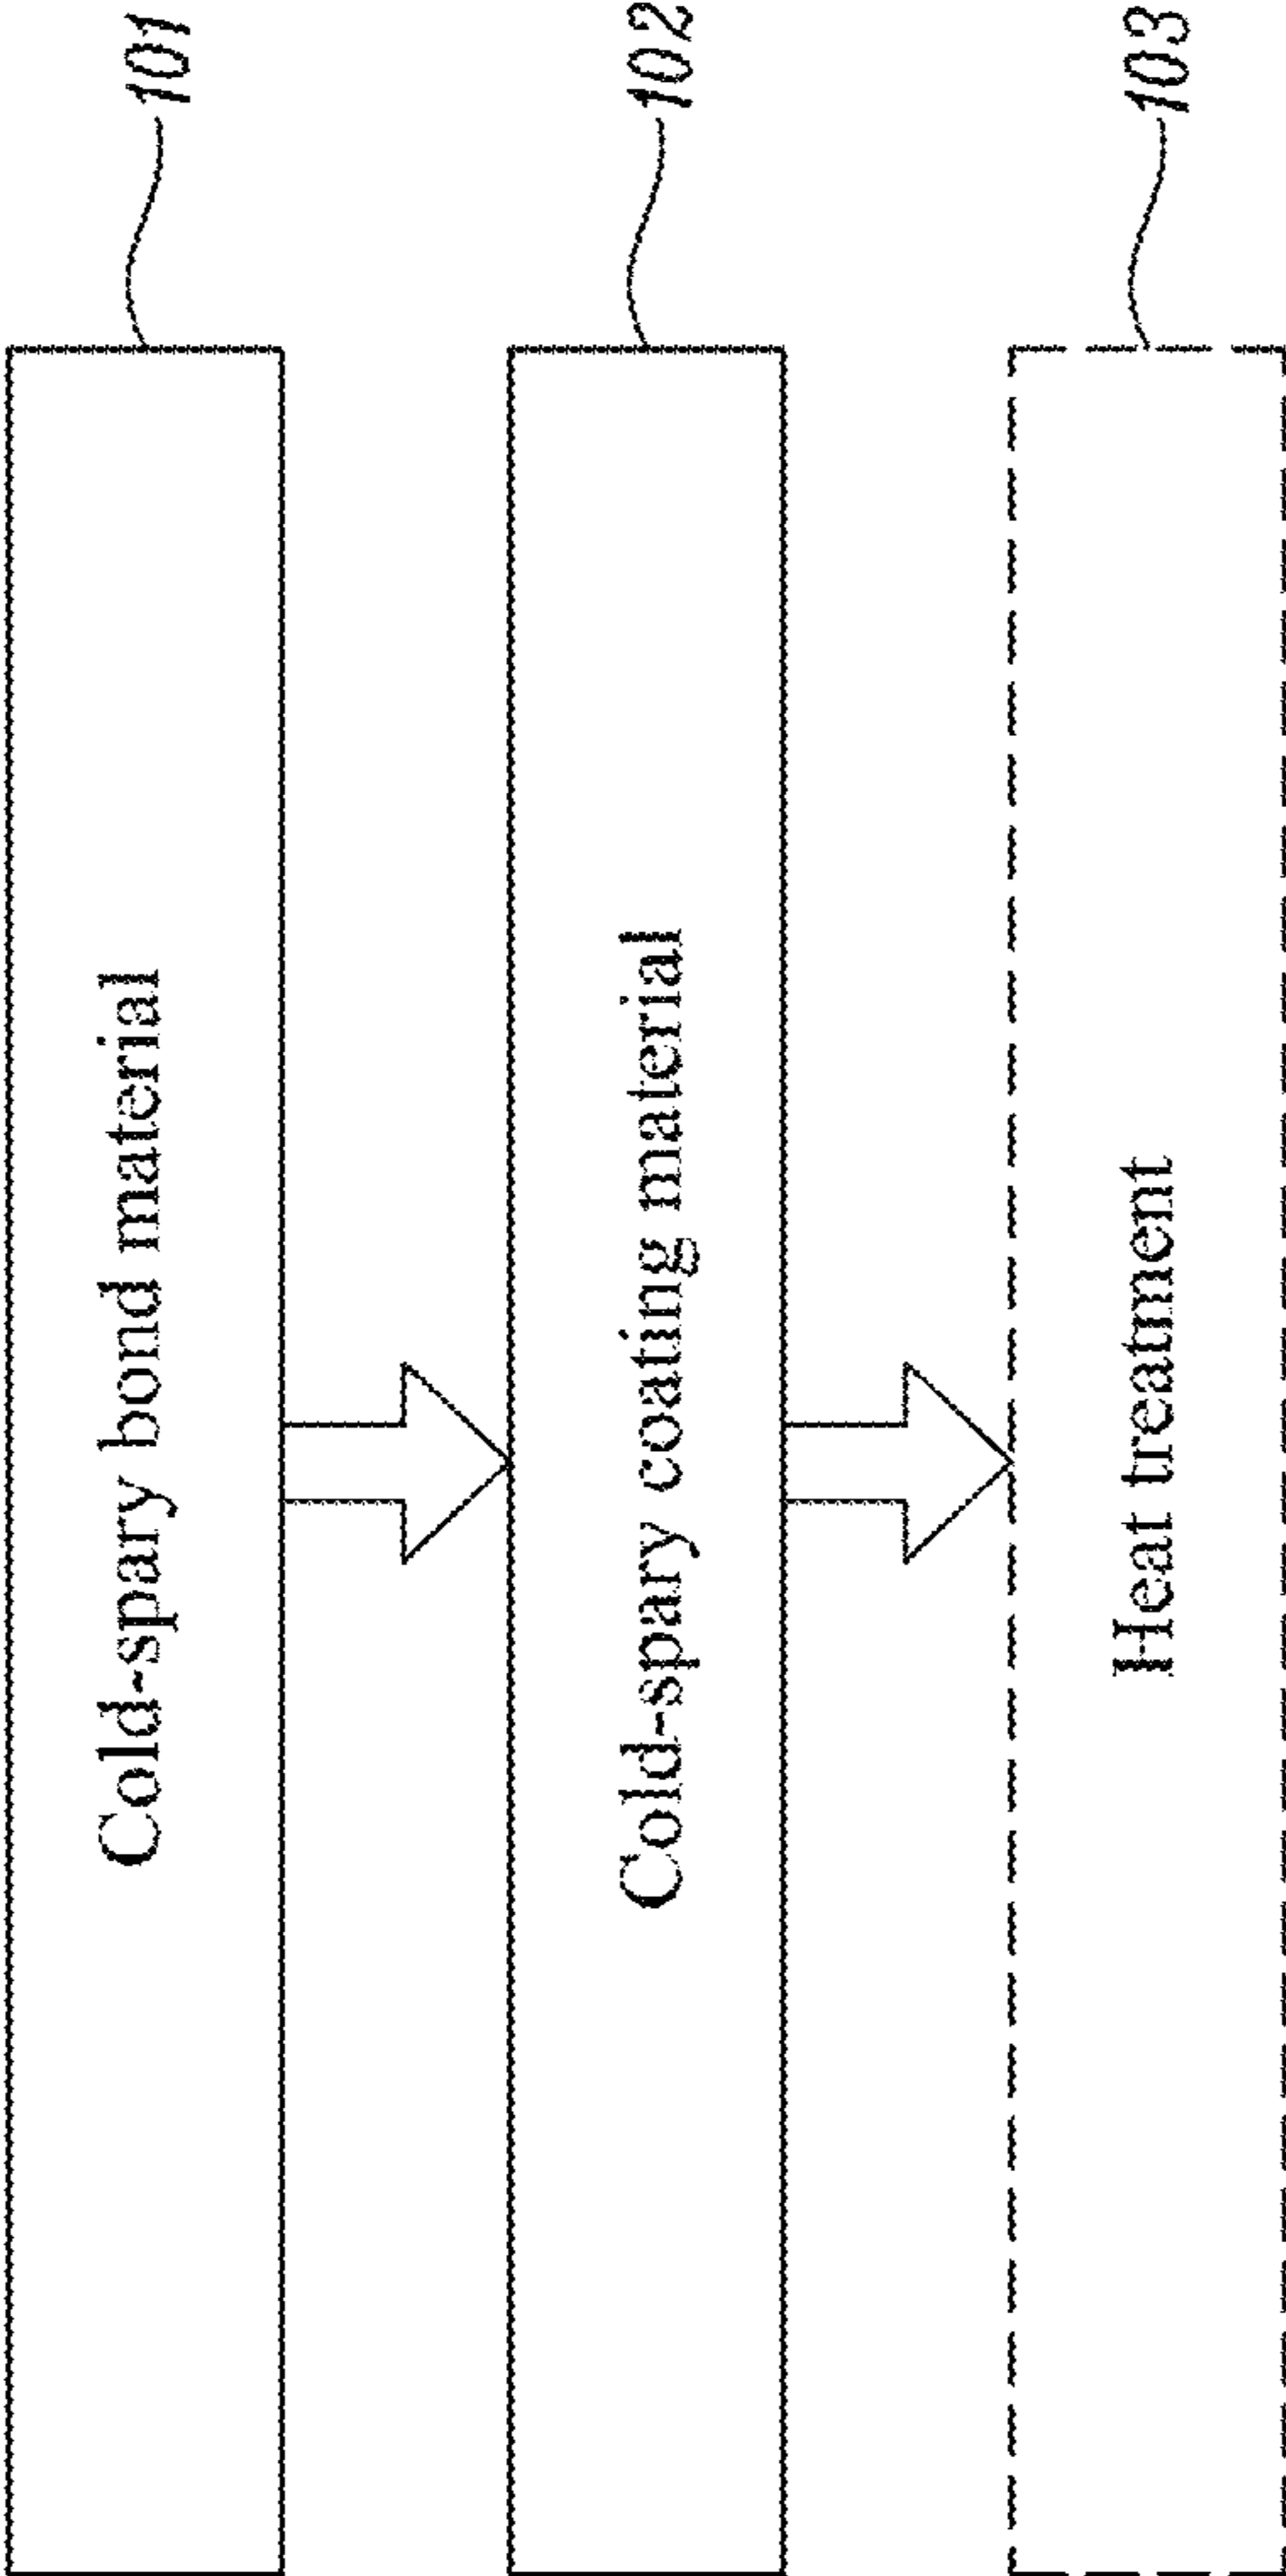 Cold-spary bond material
101
Cold-spary coating material
102
Heat treatment
103